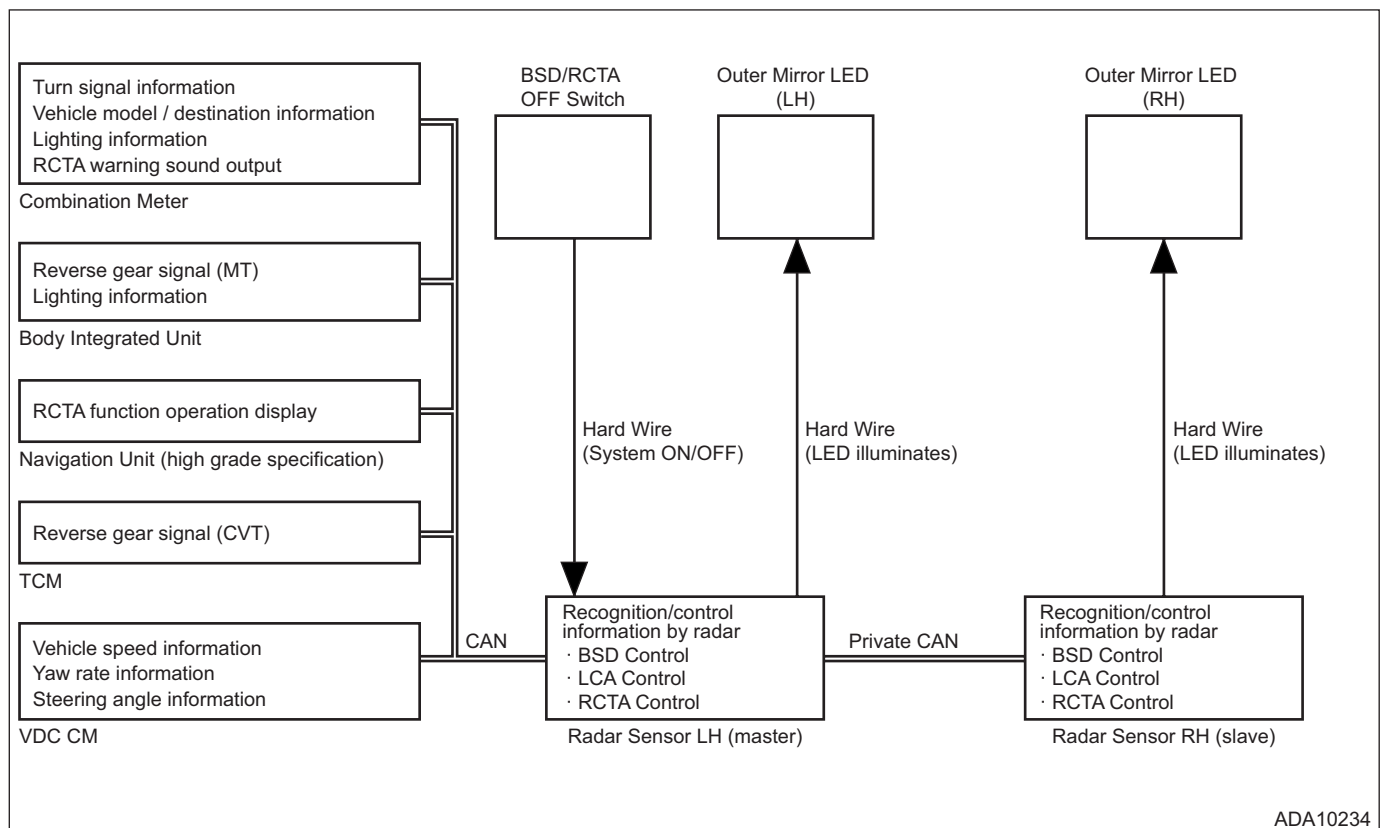 Turn signal information
Vehicle model / destination information
Lighting information
RCTA warning sound output
Combination Meter
Reverse gear signal (MT)
Lighting information
Body Integrated Unit
RCTA function operation display
Navigation Unit (high grade specification)
Reverse gear signal (CVT)
TCM
Vehicle speed information
Yaw rate information
Steering angle information
VDC CM
BSD/RCTA
OFF Switch
Outer Mirror LED
(LH)
Outer Mirror LED
(RH)
Hard Wire
(System ON/OFF)
Hard Wire
(LED illuminates)
Hard Wire
(LED illuminates)
CAN
Recognition/control
information by radar
· BSD Control
· LCA Control
· RCTA Control
Radar Sensor LH (master)
Private CAN
Recognition/control
information by radar
· BSD Control
· LCA Control
· RCTA Control
Radar Sensor RH (slave)
ADA10234